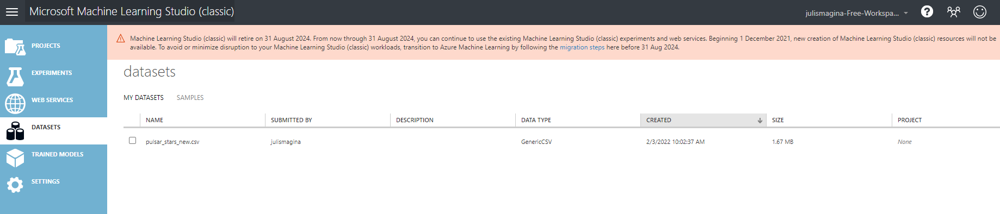 Microsoft Machine Learning Studio (classic)
julismagina-Free-Workspa...
Machine Learning Studio (classic) will retire on 31 August 2024. From now through 31 August 2024, you can continue to use the existing Machine Learning Studio (classic) experiments and web services. Beginning 1 December 2021, new creation of Machine Learning Studio (classic) resources will not be
available. To avoid or minimize disruption to your Machine Learning Studio (classic) workloads, transition to Azure Machine Learning by following the migration steps here before 31 Aug 2024.
PROJECTS
EXPERIMENTS
WEB SERVICES
DATASETS
TRAINED MODELS
SETTINGS
datasets
MY DATASETS SAMPLES
NAME SUBMITTED BY DESCRIPTION DATA TYPE CREATED SIZE PROJECT
pulsar_stars_new.csv julismagina GenericCSV 2/3/2022 10:02:37 AM 1.67 MB None